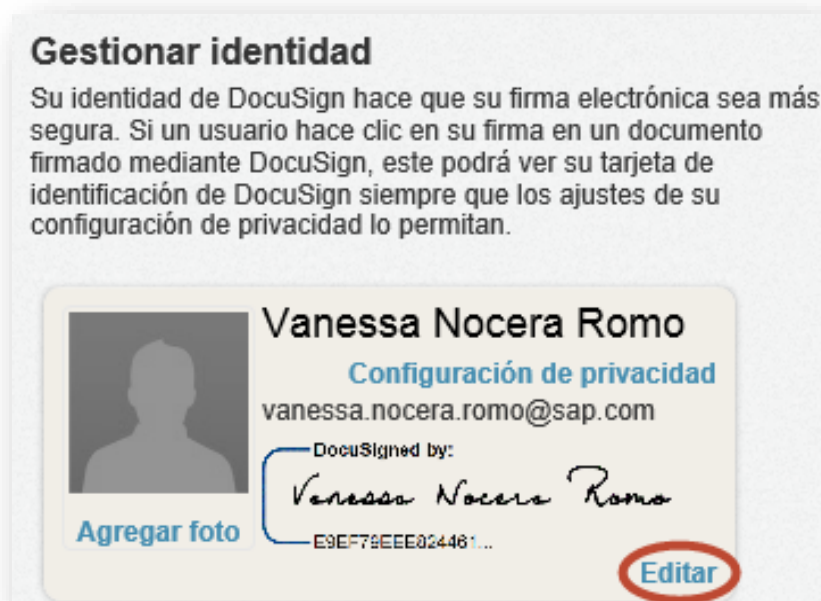 Gestionar identidad
Su identidad de DocuSign hace que su firma electrónica sea más
segura. Si un usuario hace clic en su firma en un documento
firmado mediante DocuSign, este podrá ver su tarjeta de
identificación de DocuSign siempre que los ajustes de su
configuración de privacidad lo permitan.
Vanessa Nocera Romo
Configuración de privacidad
vanessa.nocera.romo@sap.com
DocuSigned by:
Vanessa Nocera Romo
E9EF79EEE824461...
Agregar foto
Editar